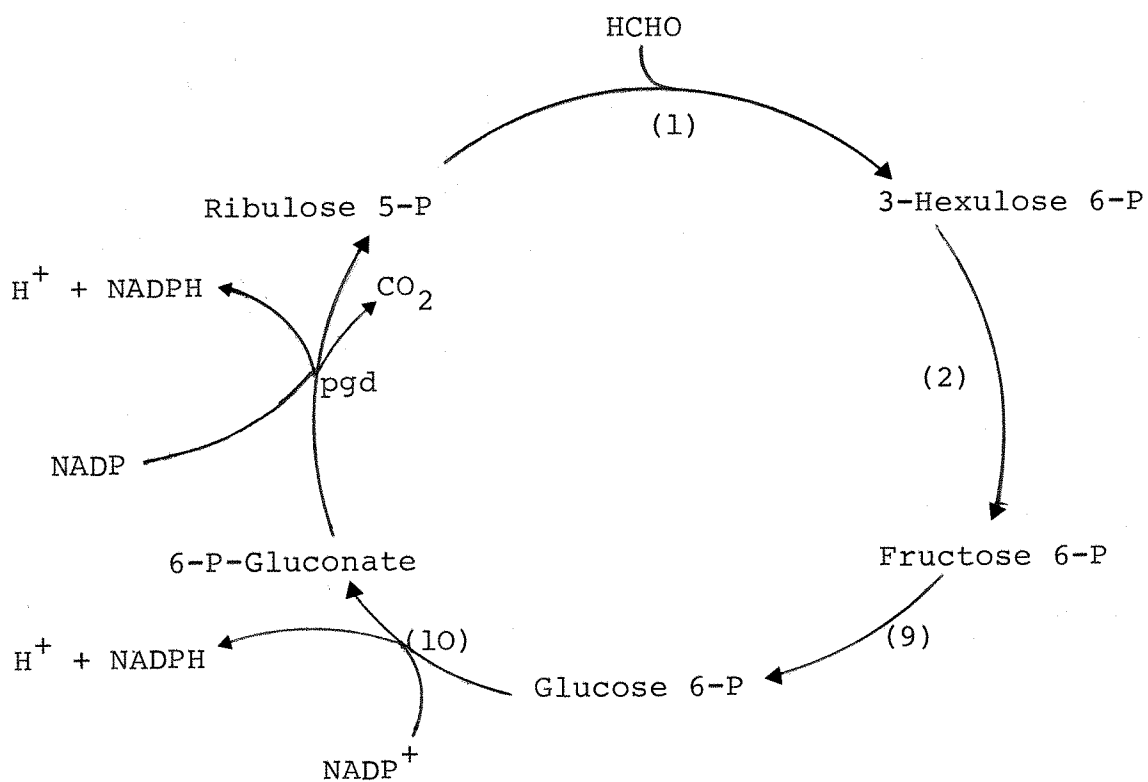 HCHO
(1)
Ribulose 5-P
3-Hexulose 6-P
H+ + NADPH
CO2
(2)
pgd
NADP
6-P-Gluconate
Fructose 6-P
(10)
(9)
H+ + NADPH
Glucose 6-P
NADP+